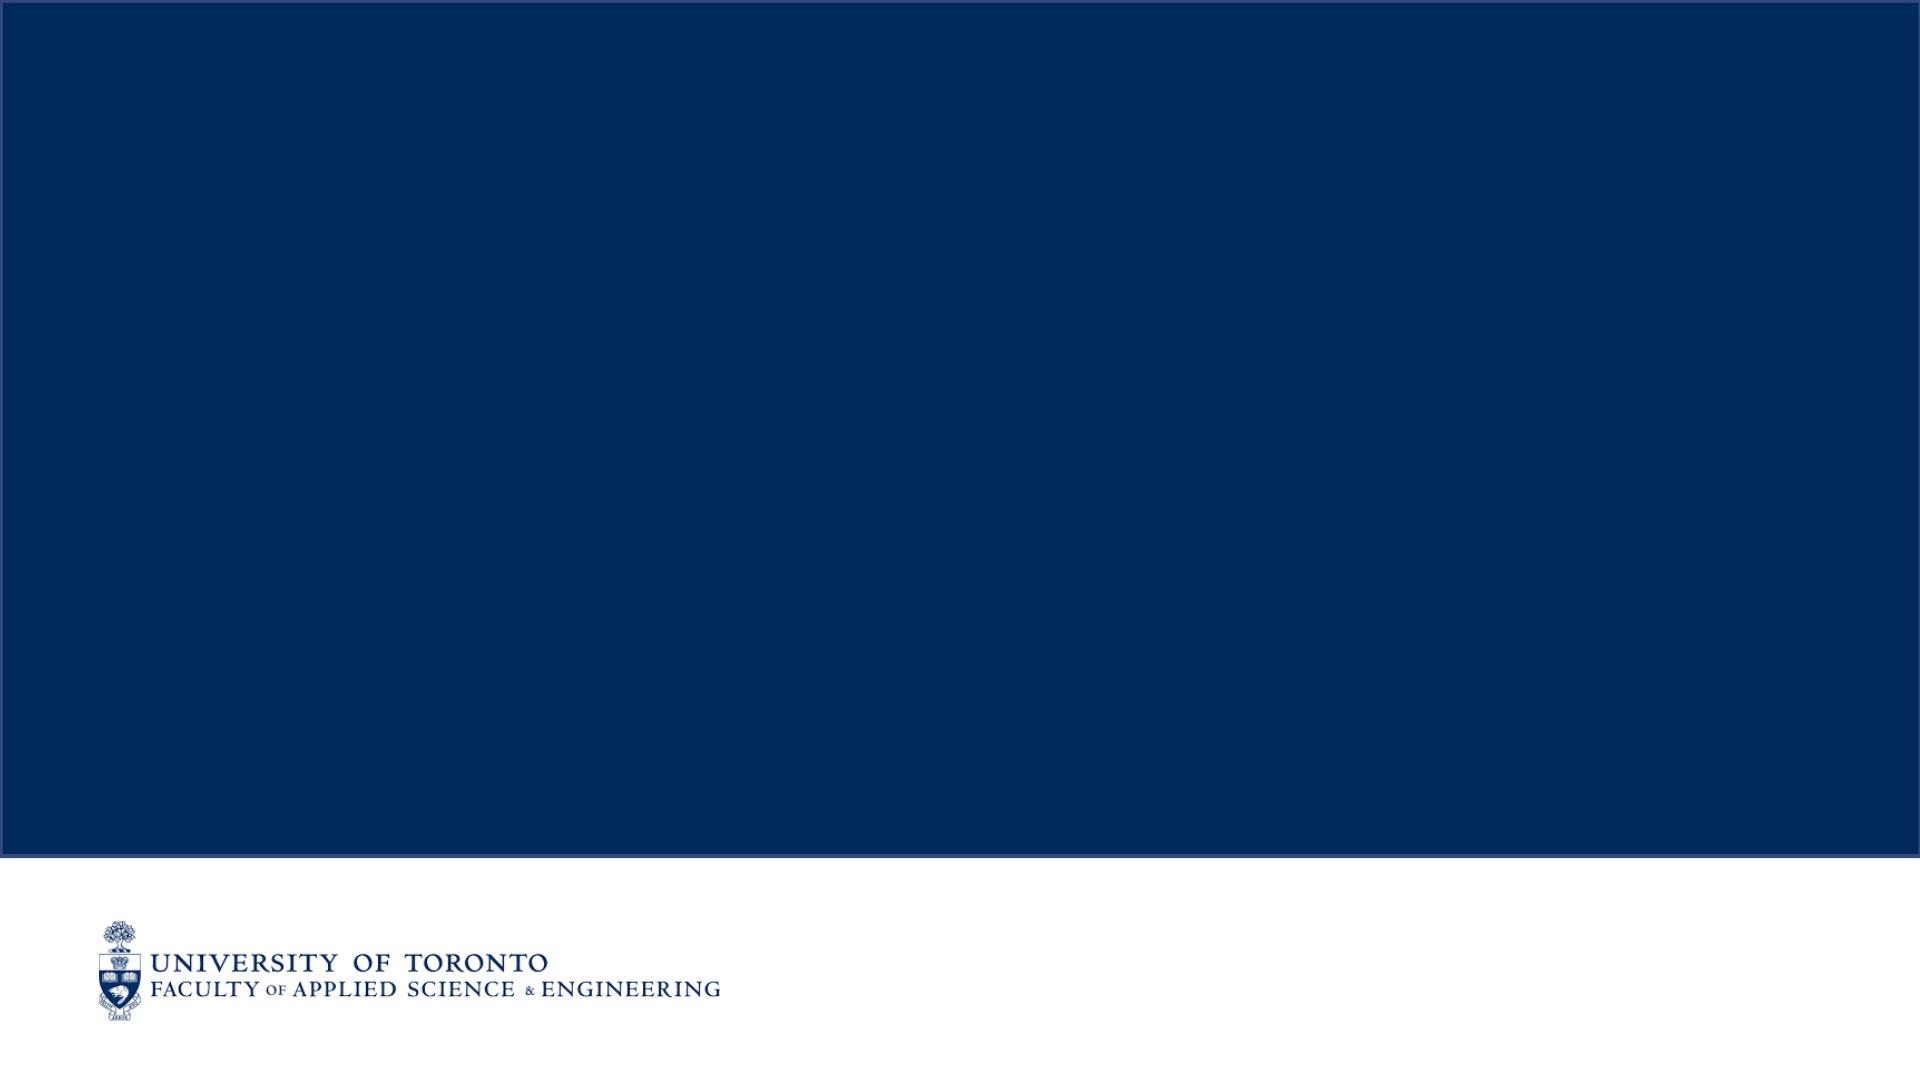 UNIVERSITY OF TORONTO
FACULTY OF APPLIED SCIENCE & ENGINEERING